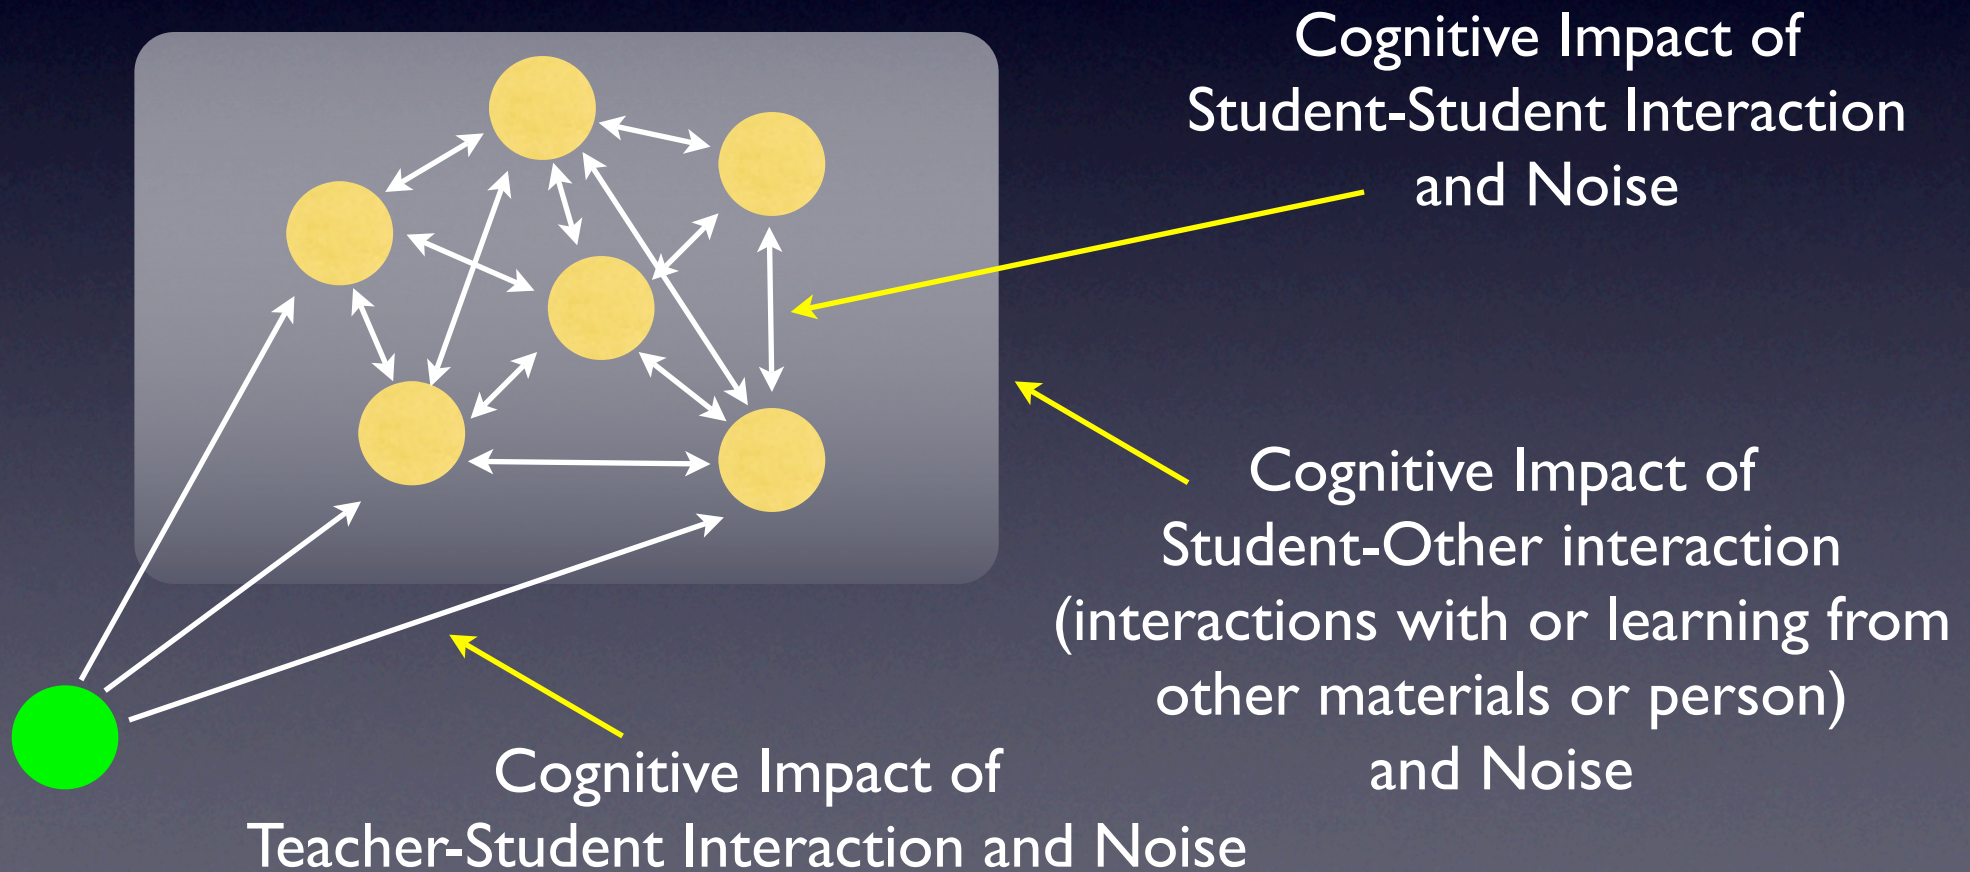 Cognitive Impact of
Student-Student Interaction
and Noise
Cognitive Impact of
Student-Other interaction
(interactions with or learning from
other materials or person)
and Noise
Cognitive Impact of
Teacher-Student Interaction and Noise